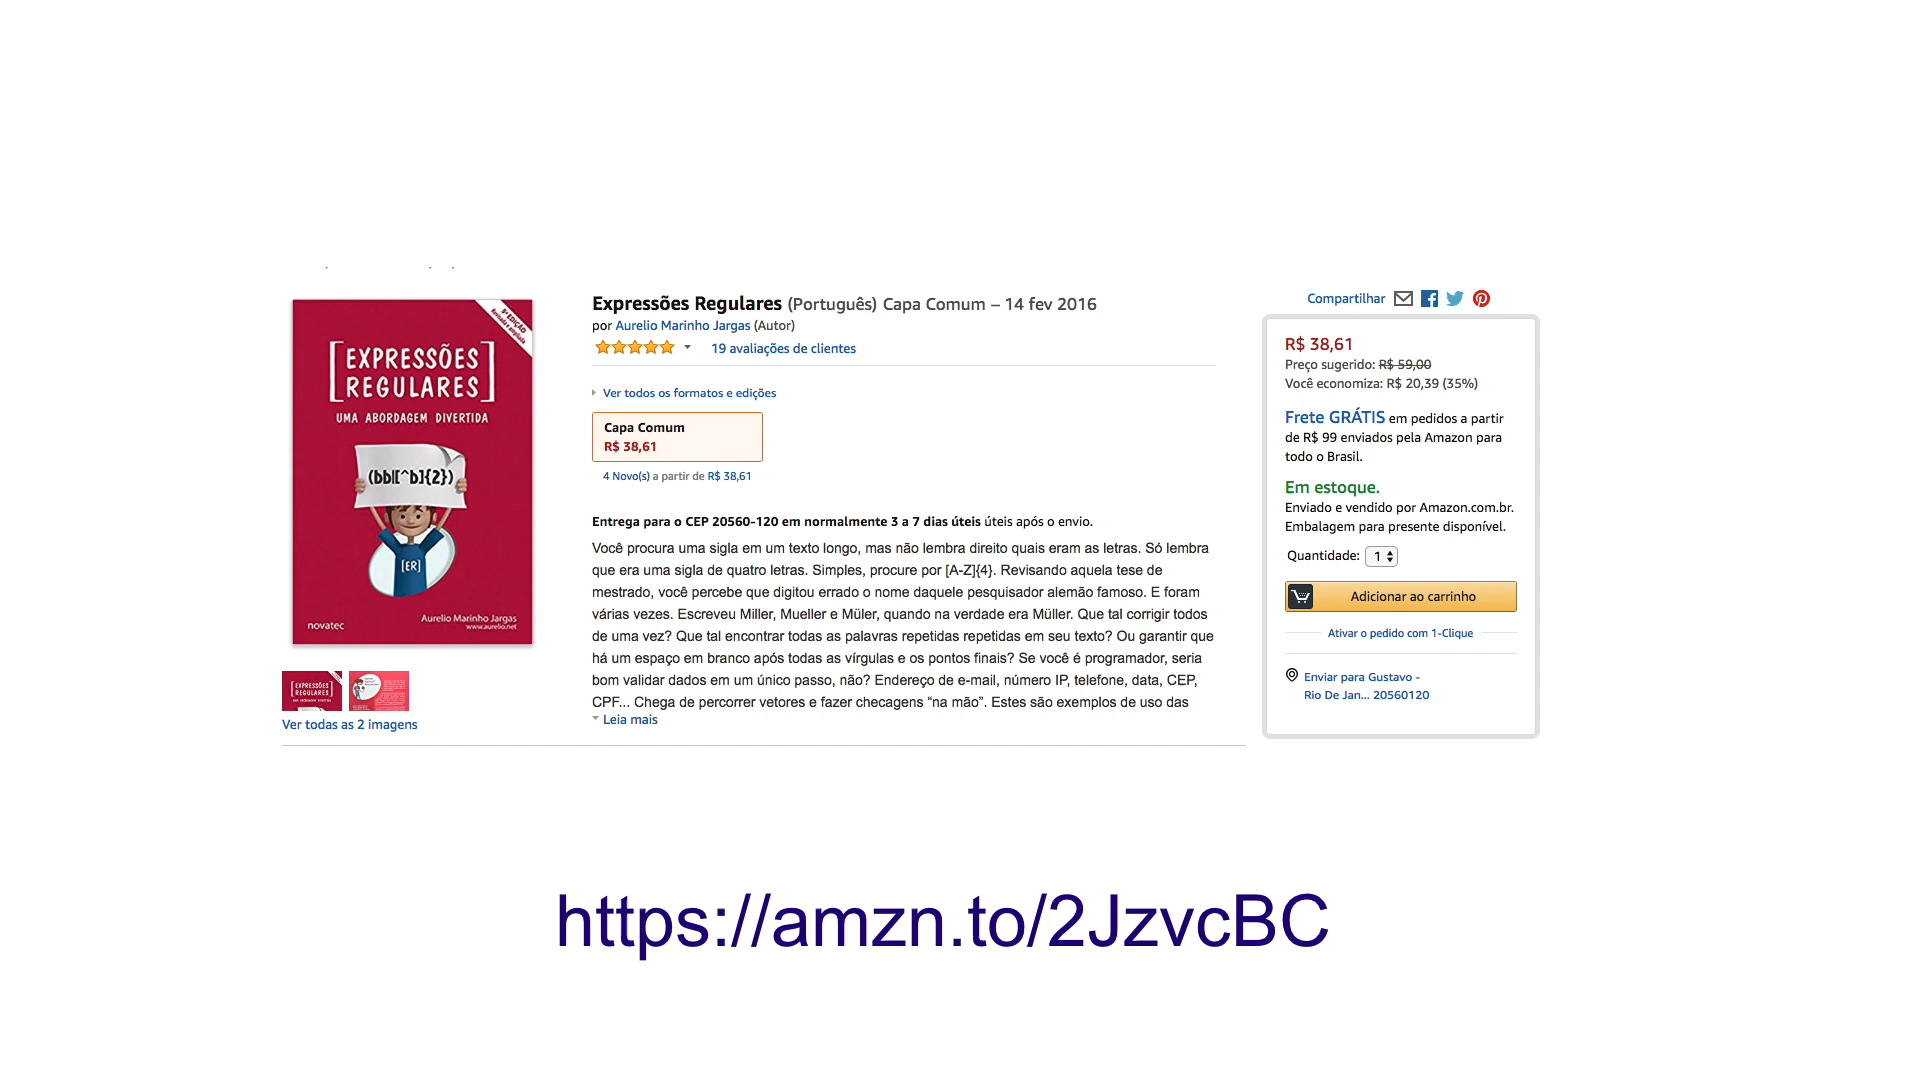 5ª EDIÇÃO
Revisada e ampliada
[EXPRESSÕES
REGULARES]
UMA ABORDAGEM DIVERTIDA
(bb|[^b]{2})
[ER]
novatec
Aurelio Marinho Jargas
www.aurelio.net
EXPRESSÕES
REGULARES
UMA ABORDAGEM DIVERTIDA
Ver todas as 2 imagens
Expressões Regulares (Português) Capa Comum – 14 fev 2016
por Aurelio Marinho Jargas (Autor)
19 avaliações de clientes
Ver todos os formatos e edições
Capa Comum
R$ 38,61
4 Novo(s) a partir de R$ 38,61
Entrega para o CEP 20560-120 em normalmente 3 a 7 dias úteis úteis após o envio.
Você procura uma sigla em um texto longo, mas não lembra direito quais eram as letras. Só lembra
que era uma sigla de quatro letras. Simples, procure por [A-Z]{4}. Revisando aquela tese de
mestrado, você percebe que digitou errado o nome daquele pesquisador alemão famoso. E foram
várias vezes. Escreveu Miller, Mueller e Müler, quando na verdade era Müller. Que tal corrigir todos
de uma vez? Que tal encontrar todas as palavras repetidas repetidas em seu texto? Ou garantir que
há um espaço em branco após todas as vírgulas e os pontos finais? Se você é programador, seria
bom validar dados em um único passo, não? Endereço de e-mail, número IP, telefone, data, CEP,
CPF... Chega de percorrer vetores e fazer checagens “na mão”. Estes são exemplos de uso das
Leia mais
Compartilhar
R$ 38,61
Preço sugerido: R$ 59,00
Você economiza: R$ 20,39 (35%)
Frete GRÁTIS em pedidos a partir
de R$ 99 enviados pela Amazon para
todo o Brasil.
Em estoque.
Enviado e vendido por Amazon.com.br.
Embalagem para presente disponível.
Quantidade: 1
Adicionar ao carrinho
Ativar o pedido com 1-Clique
Enviar para Gustavo -
Rio De Jan... 20560120
https://amzn.to/2JzvcBC